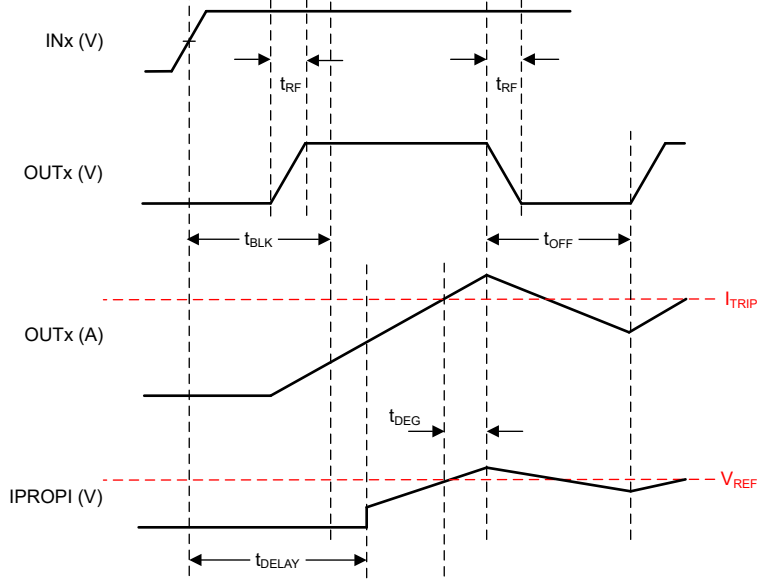 INx (V)
tRF
tRF
OUTx (V)
tBLK
tOFF
ITRIP
OUTx (A)
tDEG
VREF
IPROPI (V)
tDELAY